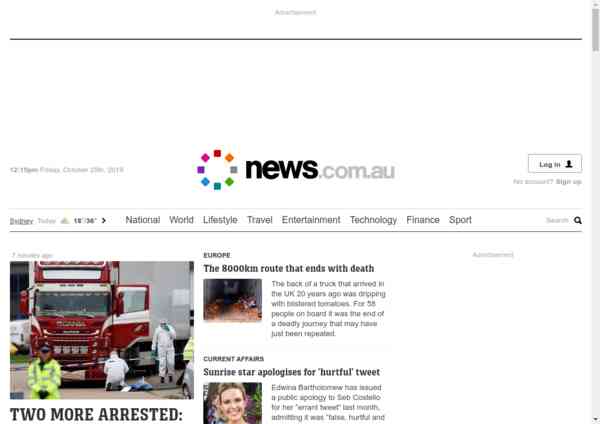 Advertisement
12:15pm Friday, October 25th, 2019
news.com.au
Log in
No account? Sign up
Sydney Today 18°/36°
National World Lifestyle Travel Entertainment Technology Finance Sport
Search
7 minutes ago
TWO MORE ARRESTED:
EUROPE
The 8000km route that ends with death
The back of a truck that arrived in
the UK 20 years ago was dripping
with blistered tomatoes. For 58
people on board it was the end of
a deadly journey that may have
just been repeated.
CURRENT AFFAIRS
Sunrise star apologises for 'hurtful' tweet
Edwina Bartholomew has issued
a public apology to Seb Costello
for her "errant tweet" last month,
admitting it was "false, hurtful and
Advertisement